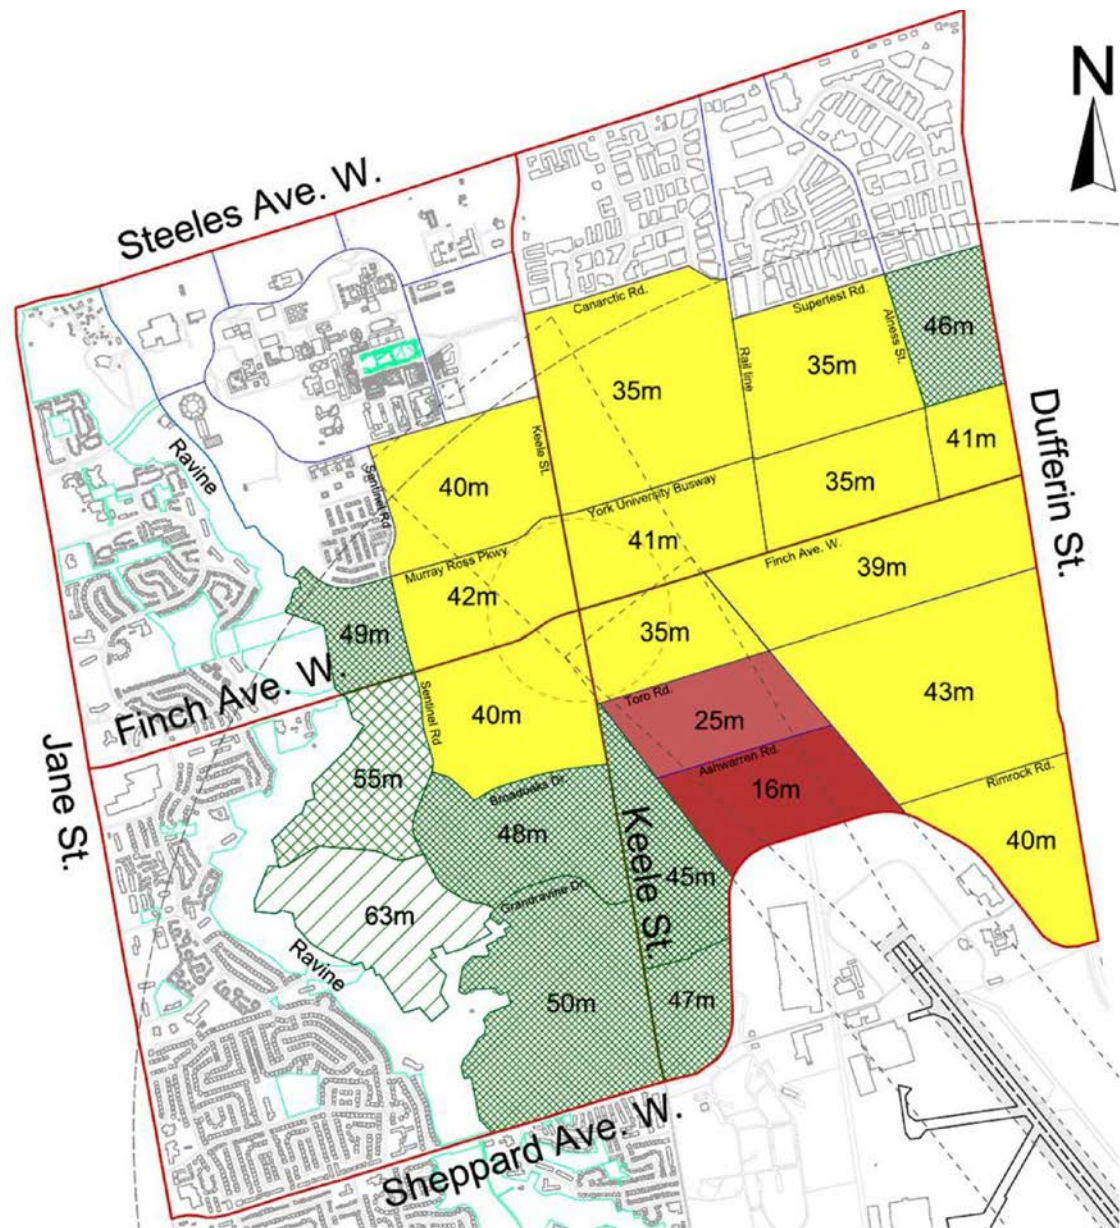 N
Steeles Ave. W.
Canarctic Rd.
Supertest Rd.
Alness St.
46m
35m
Rail line
35m
Dufferin St.
Ravine
Keele St.
41m
Sentinel Rd
40m
35m
York University Busway
41m
Finch Ave. W.
39m
Murray Ross Pkwy.
42m
49m
35m
Finch Ave. W.
Sentinel Rd
40m
Toro Rd.
25m
43m
Jane St.
55m
Ashwarren Rd.
16m
Rimrock Rd.
Broadoaks Dr.
48m
Keele St.
40m
45m
Grandravine Dr.
63m
Ravine
50m
47m
Sheppard Ave. W.